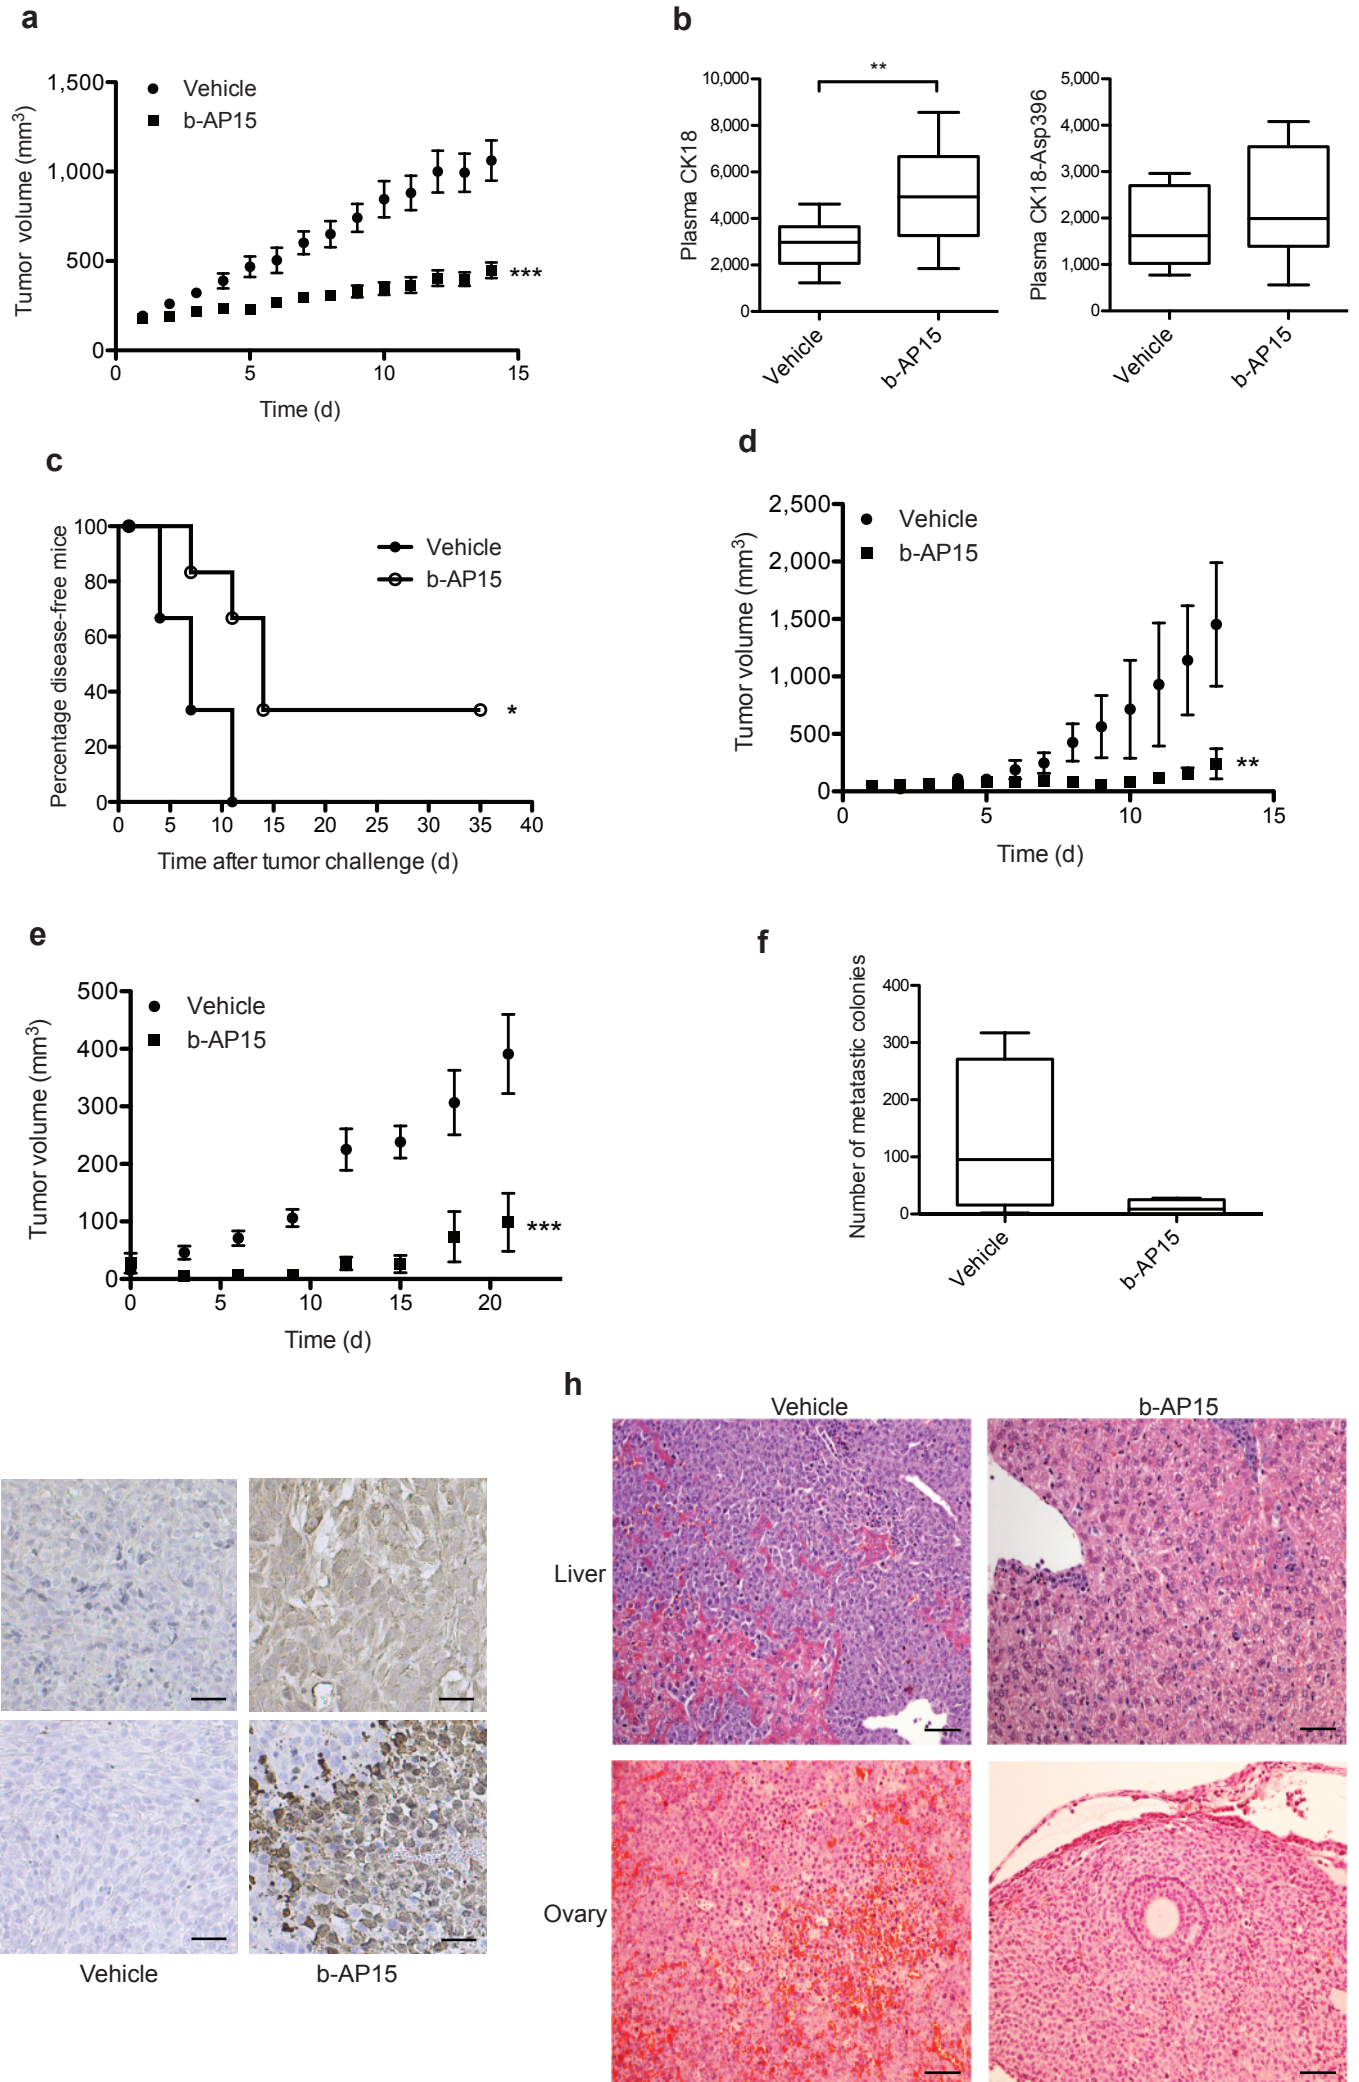 a
1,500
1,000
500
0
0 5 10 15
Tumor volume (mm3)
Time (d)
Vehicle
b-AP15
***
b
10,000
8,000
6,000
4,000
2,000
0
Plasma CK18
**
Vehicle
b-AP15
5,000
4,000
3,000
2,000
1,000
0
Plasma CK18-Asp396
Vehicle
b-AP15
c
100
80
60
40
20
0
0 5 10 15 20 25 30 35 40
Percentage disease-free mice
Time after tumor challenge (d)
Vehicle
b-AP15
*
d
2,500
2,000
1,500
1,000
500
0
0 5 10 15
Tumor volume (mm3)
Time (d)
Vehicle
b-AP15
**
e
500
400
300
200
100
0
0 5 10 15 20
Tumor volume (mm3)
Time (d)
Vehicle
b-AP15
***
f
400
300
200
100
0
Number of metatastic colonies
Vehicle
b-AP15
Vehicle
b-AP15
h
Vehicle
b-AP15
Liver
Ovary